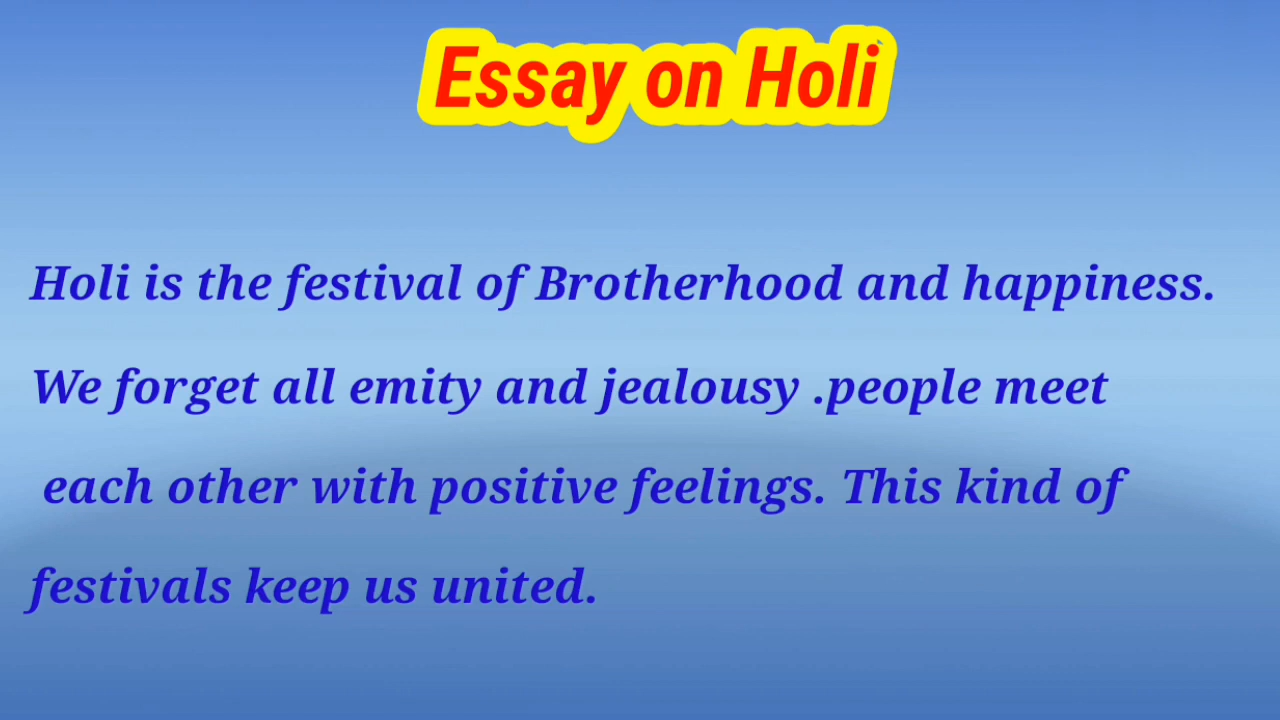 Essay on Holi
Holi is the festival of Brotherhood and happiness.
We forget all emity and jealousy .people meet
each other with positive feelings. This kind of
festivals keep us united.